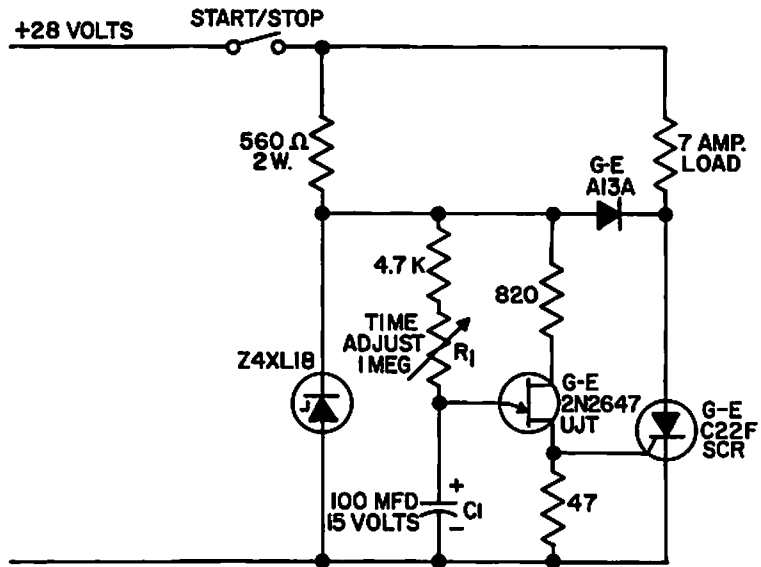 START/STOP
+28 VOLTS
560 Ω
2 W.
7 AMP.
LOAD
G-E
A13A
4.7 K
820
TIME
ADJUST
1 MEG
R1
Z4XL18
G-E
2N2647
UJT
G-E
C22F
SCR
100 MFD
15 VOLTS
+
C1
−
47